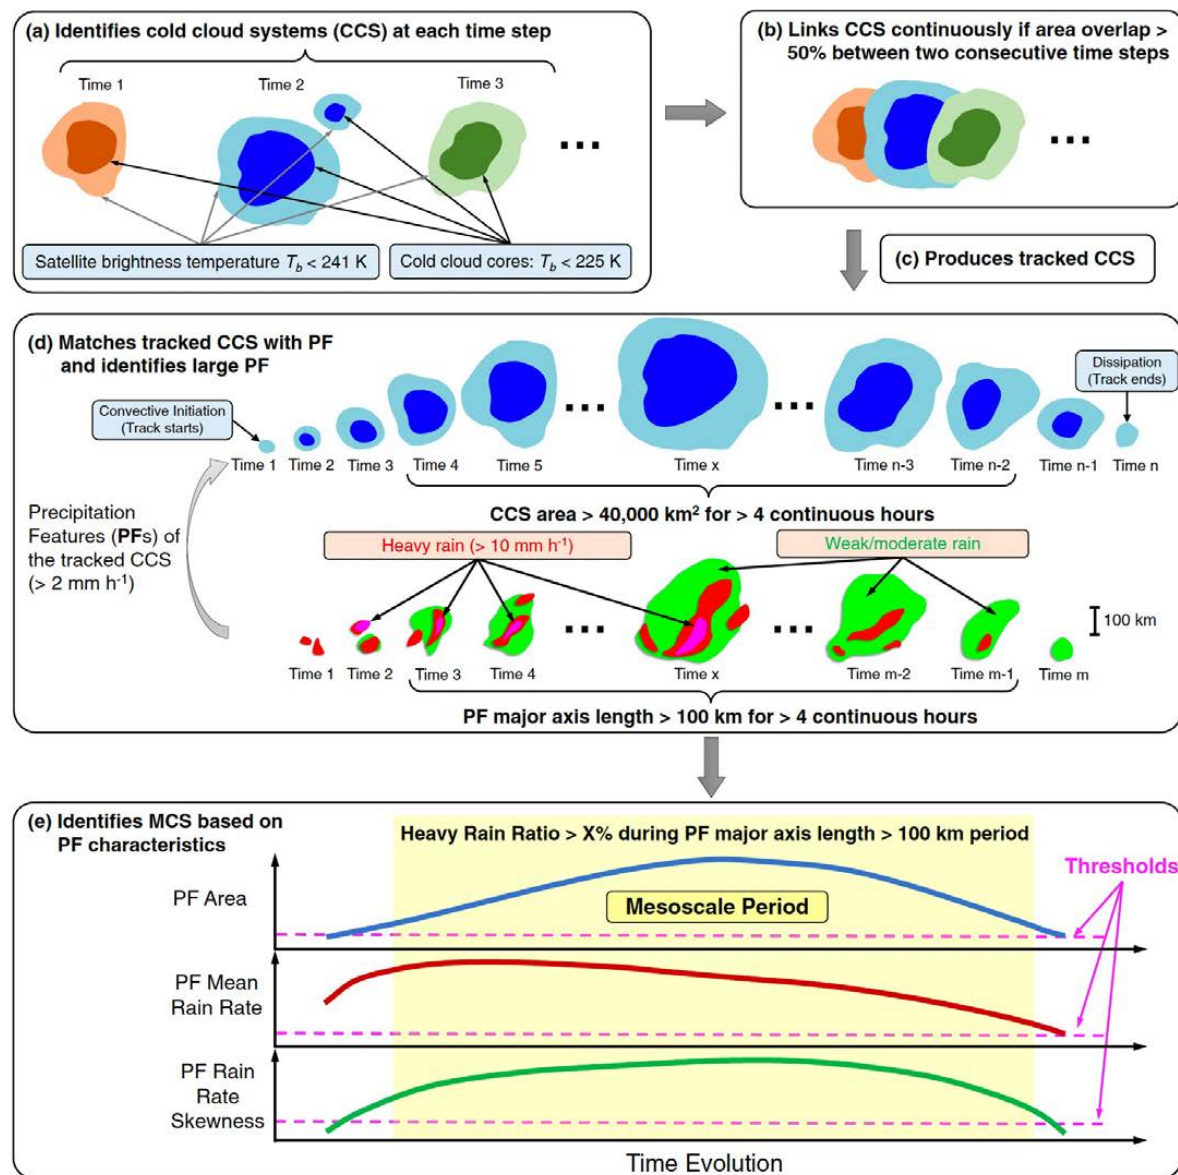 (a) Identifies cold cloud systems (CCS) at each time step
Time 1
Time 2
Time 3
...
Satellite brightness temperature T_b < 241 K
Cold cloud cores: T_b < 225 K
(b) Links CCS continuously if area overlap >
50% between two consecutive time steps
...
(c) Produces tracked CCS
(d) Matches tracked CCS with PF
and identifies large PF
Convective Initiation
(Track starts)
Dissipation
(Track ends)
...
...
Time 1
Time 2
Time 3
Time 4
Time 5
Time x
Time n-3
Time n-2
Time n-1
Time n
CCS area > 40,000 km² for > 4 continuous hours
Precipitation
Features (PFs) of
the tracked CCS
(> 2 mm h⁻¹)
Heavy rain (> 10 mm h⁻¹)
Weak/moderate rain
...
...
100 km
Time 1
Time 2
Time 3
Time 4
Time x
Time m-2
Time m-1
Time m
PF major axis length > 100 km for > 4 continuous hours
(e) Identifies MCS based on
PF characteristics
Heavy Rain Ratio > X% during PF major axis length > 100 km period
Thresholds
PF Area
Mesoscale Period
PF Mean
Rain Rate
PF Rain
Rate
Skewness
Time Evolution